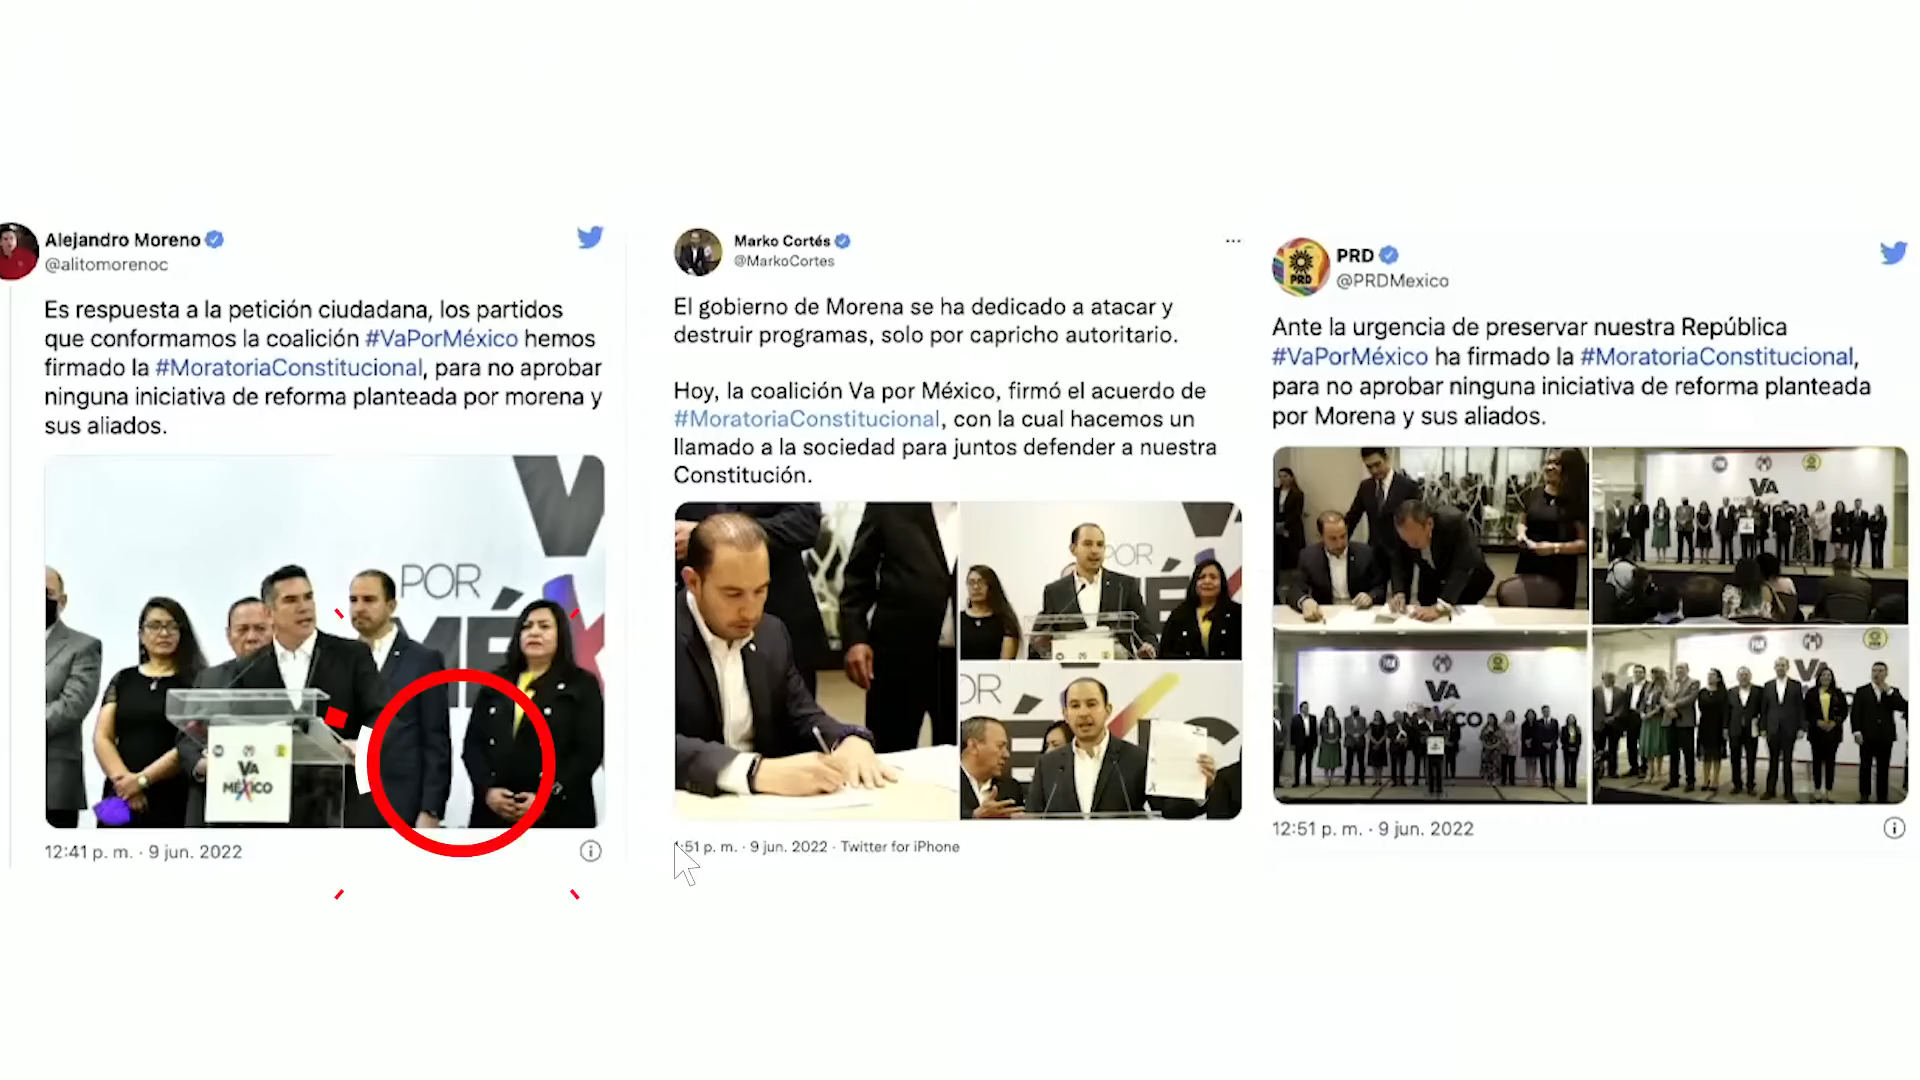 Alejandro Moreno
@alitomorenoc
Es respuesta a la petición ciudadana, los partidos
que conformamos la coalición #VaPorMéxico hemos
firmado la #MoratoriaConstitucional, para no aprobar
ninguna iniciativa de reforma planteada por morena y
sus aliados.
VA
POR
MÉX
VA
MÉXICO
12:41 p. m. · 9 jun. 2022
Marko Cortés
@MarkoCortes
El gobierno de Morena se ha dedicado a atacar y
destruir programas, solo por capricho autoritario.
Hoy, la coalición Va por México, firmó el acuerdo de
#MoratoriaConstitucional, con la cual hacemos un
llamado a la sociedad para juntos defender a nuestra
Constitución.
POR
:51 p. m. · 9 jun. 2022 · Twitter for iPhone
PRD
PRD
@PRDMexico
Ante la urgencia de preservar nuestra República
#VaPorMéxico ha firmado la #MoratoriaConstitucional,
para no aprobar ninguna iniciativa de reforma planteada
por Morena y sus aliados.
VA
VA
VA
12:51 p. m. · 9 jun. 2022